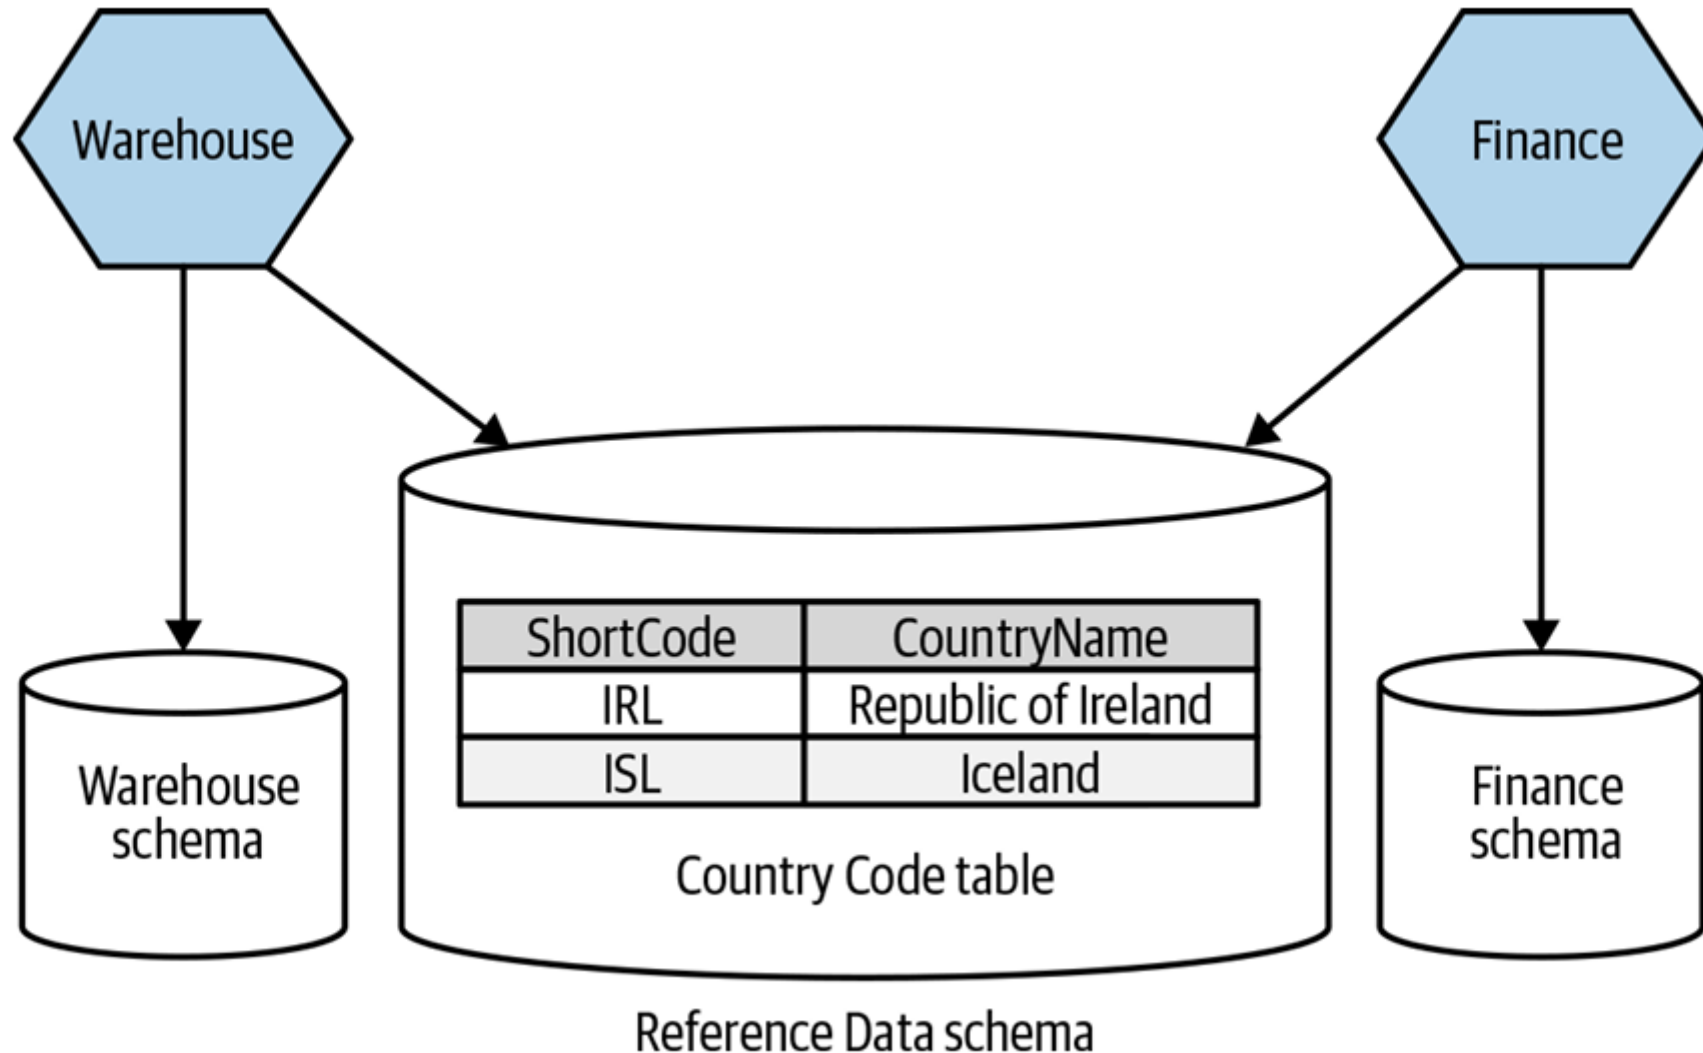 Warehouse
Finance
ShortCode CountryName
IRL Republic of Ireland
ISL Iceland
Country Code table
Warehouse
schema
Finance
schema
Reference Data schema